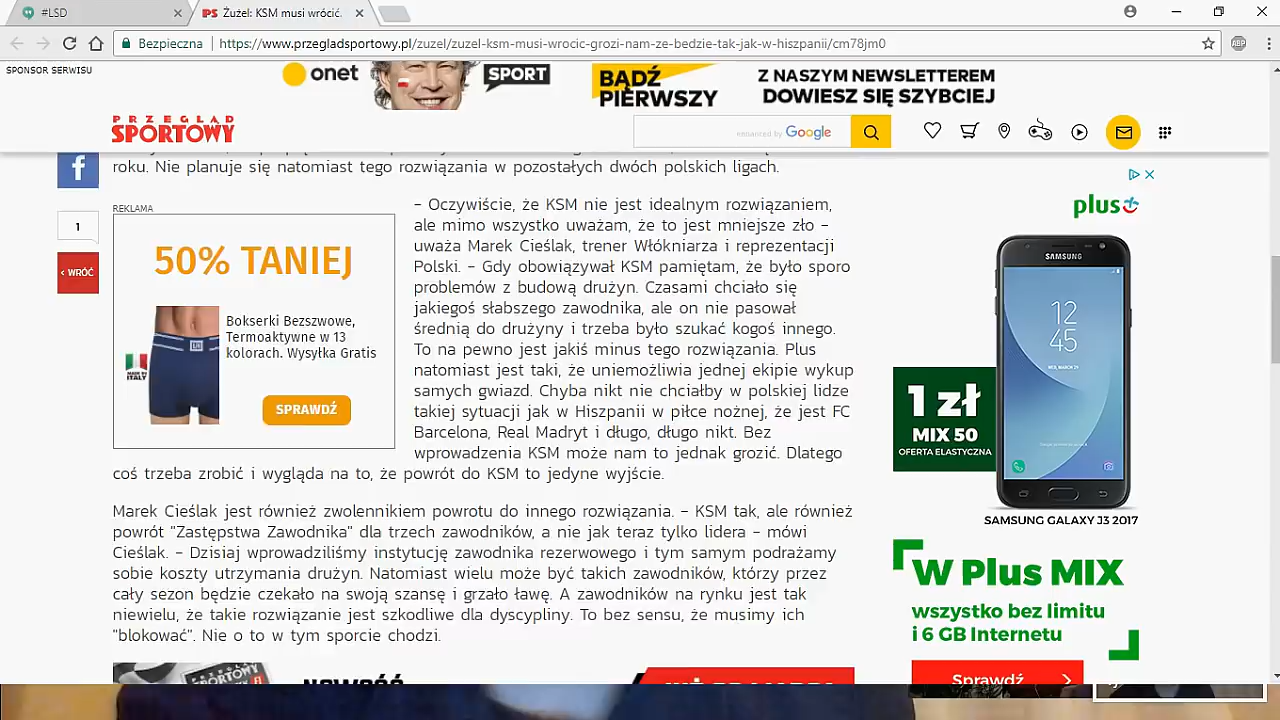 #LSD
PS Żużel: KSM musi wrócić,
Bezpieczna
https://www.przegladsportowy.pl/zuzel/zuzel-ksm-musi-wrocic-grozi-nam-ze-bedzie-tak-jak-w-hiszpanii/cm78jm0
ABP
SPONSOR SERWISU
onet
SPORT
BĄDŹ
PIERWSZY
Z NASZYM NEWSLETTEREM
DOWIESZ SIĘ SZYBCIEJ
PRZEGLĄD
SPORTOWY
Google
roku. Nie planuje się natomiast tego rozwiązania w pozostałych dwóch polskich ligach.
1
< WRÓĆ
REKLAMA
50% TANIEJ
Bokserki Bezszwowe,
Termoaktywne w 13
kolorach. Wysyłka Gratis
MADE IN
ITALY
SPRAWDŹ
- Oczywiście, że KSM nie jest idealnym rozwiązaniem,
ale mimo wszystko uważam, że to jest mniejsze zło -
uważa Marek Cieślak, trener Włókniarza i reprezentacji
Polski. - Gdy obowiązywał KSM pamiętam, że było sporo
problemów z budową drużyn. Czasami chciało się
jakiegoś słabszego zawodnika, ale on nie pasował
średnią do drużyny i trzeba było szukać kogoś innego.
To na pewno jest jakiś minus tego rozwiązania. Plus
natomiast jest taki, że uniemożliwia jednej ekipie wykup
samych gwiazd. Chyba nikt nie chciałby w polskiej lidze
takiej sytuacji jak w Hiszpanii w piłce nożnej, że jest FC
Barcelona, Real Madryt i długo, długo nikt. Bez
wprowadzenia KSM może nam to jednak grozić. Dlatego
coś trzeba zrobić i wygląda na to, że powrót do KSM to jedyne wyjście.
Marek Cieślak jest również zwolennikiem powrotu do innego rozwiązania. - KSM tak, ale również
powrót "Zastępstwa Zawodnika" dla trzech zawodników, a nie jak teraz tylko lidera - mówi
Cieślak. - Dzisiaj wprowadziliśmy instytucję zawodnika rezerwowego i tym samym podrażamy
sobie koszty utrzymania drużyn. Natomiast wielu może być takich zawodników, którzy przez
cały sezon będzie czekało na swoją szansę i grzało ławę. A zawodników na rynku jest tak
niewielu, że takie rozwiązanie jest szkodliwe dla dyscypliny. To bez sensu, że musimy ich
"blokować". Nie o to w tym sporcie chodzi.
NOWOŚĆ
plus
SAMSUNG
12
45
1 zł
MIX 50
OFERTA ELASTYCZNA
SAMSUNG GALAXY J3 2017
W Plus MIX
wszystko bez limitu
i 6 GB Internetu
Sprawdź